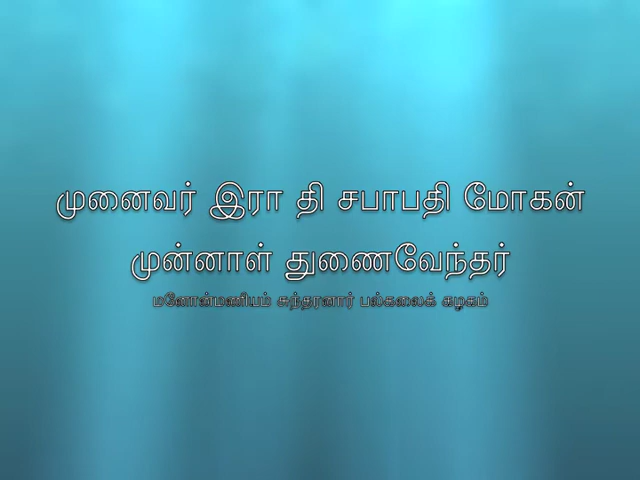 முனைவர் இரா தி சபாபதி மோகன்
முன்னாள் துணைவேந்தர்
மனோன்மணியம் சுந்தரனார் பல்கலைக் கழகம்